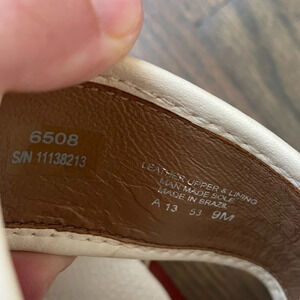 6508
S/N 11138213
LEATHER UPPER & LINING
MAN MADE SOLE
MADE IN BRAZIL
A 13 53 9M